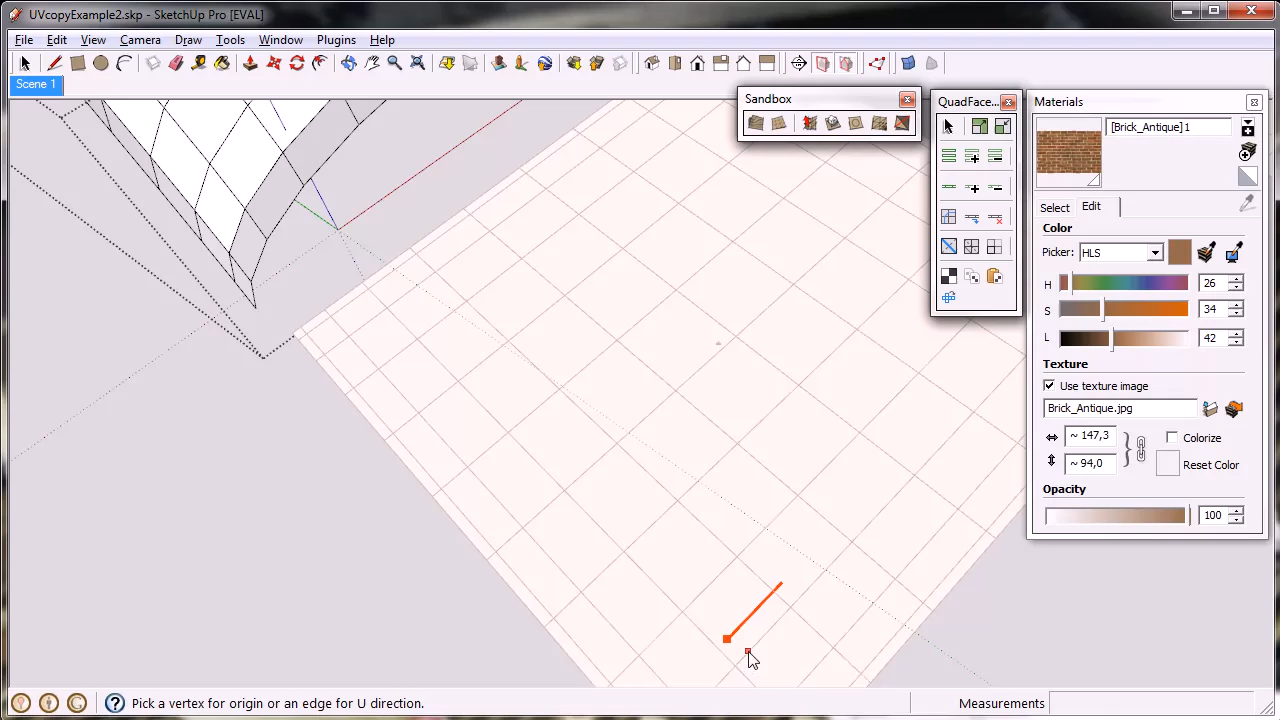 UVcopyExample2.skp - SketchUp Pro [EVAL]
File Edit View Camera Draw Tools Window Plugins Help
Scene 1
Sandbox
QuadFace...
Materials
[Brick_Antique]1
Select Edit
Color
Picker: HLS
H 26
S 34
L 42
Texture
Use texture image
Brick_Antique.jpg
~ 147,3
Colorize
~ 94,0
Reset Color
Opacity
100
Pick a vertex for origin or an edge for U direction.
Measurements